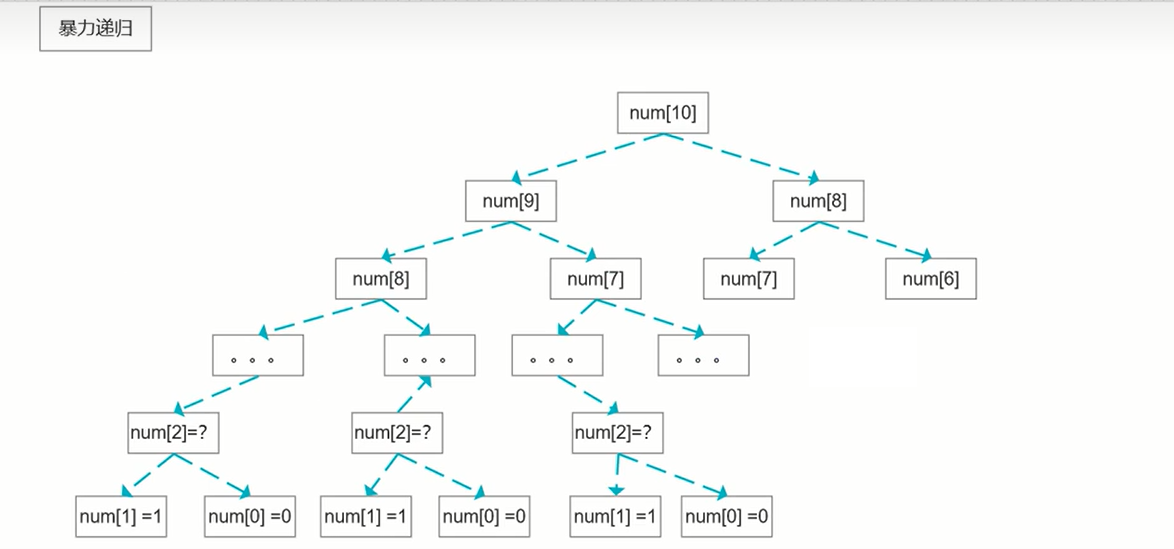 暴力递归
num[10]
num[9]
num[8]
num[8]
num[7]
num[7]
num[6]
。。。
。。。
。。。
。。。
num[2]=?
num[2]=?
num[2]=?
num[1] =1
num[0] =0
num[1] =1
num[0] =0
num[1] =1
num[0] =0